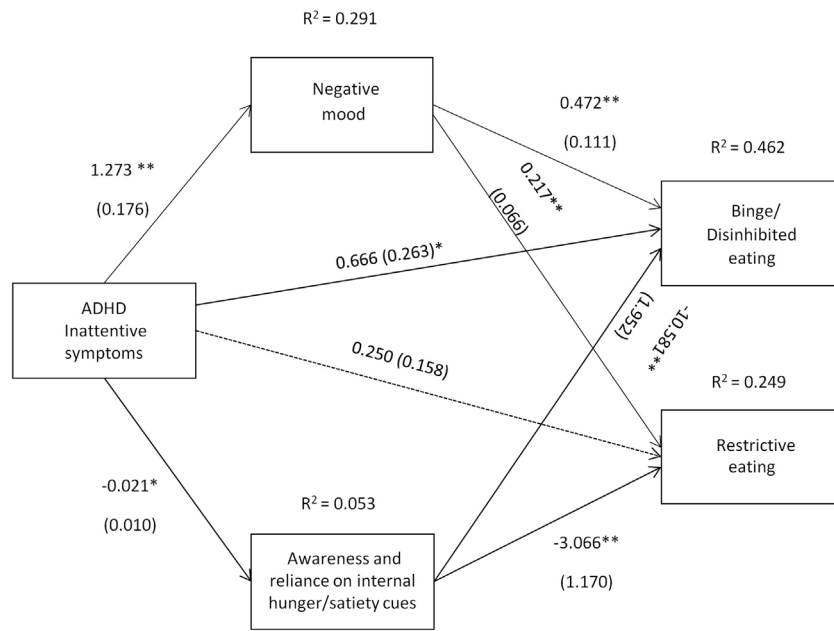 R² = 0.291
Negative
mood
0.472**
(0.111)
R² = 0.462
1.273 **
(0.176)
0.217**
(0.066)
Binge/
Disinhibited
eating
0.666 (0.263)*
ADHD
Inattentive
symptoms
(1.952)
-10.581**
0.250 (0.158)
R² = 0.249
Restrictive
eating
-0.021*
(0.010)
R² = 0.053
Awareness and
reliance on internal
hunger/satiety cues
-3.066**
(1.170)